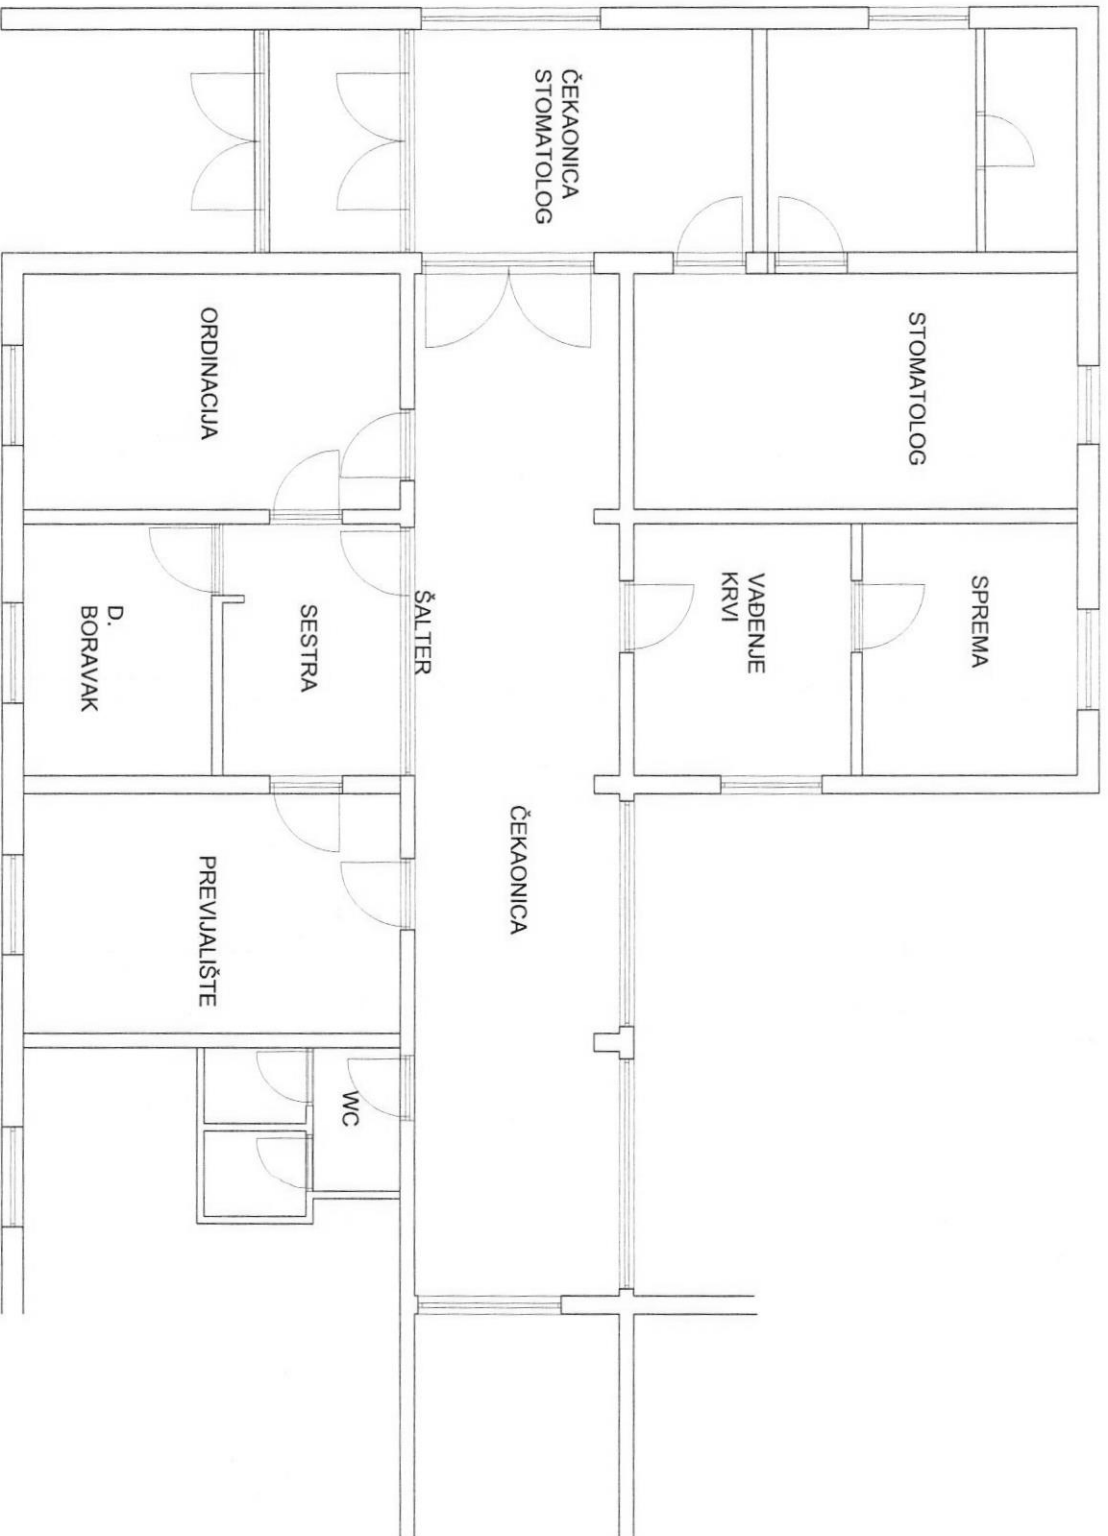 ČEKAONICA
STOMATOLOG
ORDINACIJA
STOMATOLOG
D.
BORAVAK
SESTRA
ŠALTER
VAĐENJE
KRVI
SPREMA
PREVIJALIŠTE
ČEKAONICA
WC